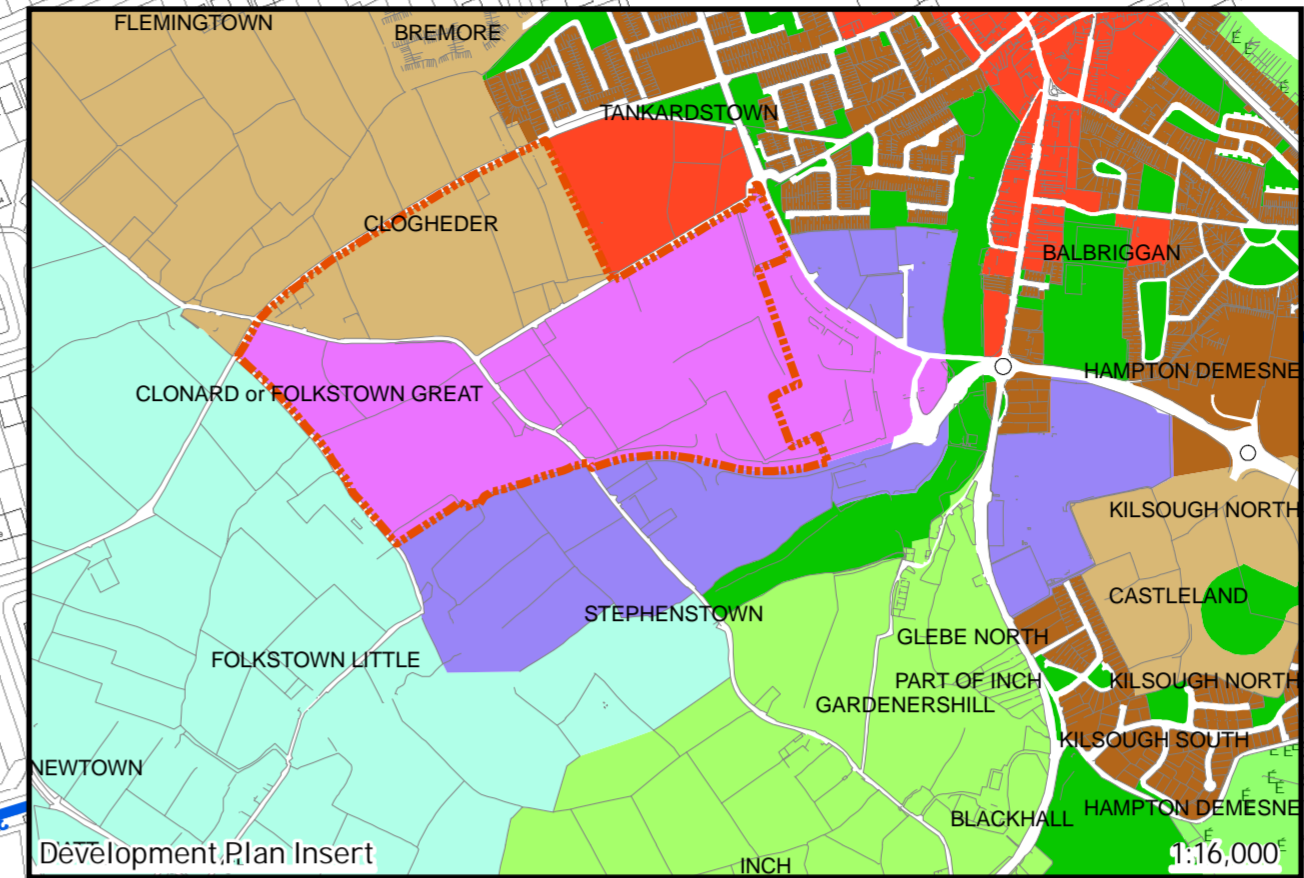 FLEMINGTOWN
BREMORE
TANKARDSTOWN
CLOGHEDER
BALBRIGGAN
HAMPTON DEMESNE
CLONARD or FOLKSTOWN GREAT
KILSOUGH NORTH
CASTLELAND
STEPHENSTOWN
GLEBE NORTH
FOLKSTOWN LITTLE
PART OF INCH
KILSOUGH NORTH
GARDENERSHILL
KILSOUGH SOUTH
NEWTOWN
HAMPTON DEMESNE
BLACKHALL
Development Plan Insert
1:16,000
INCH